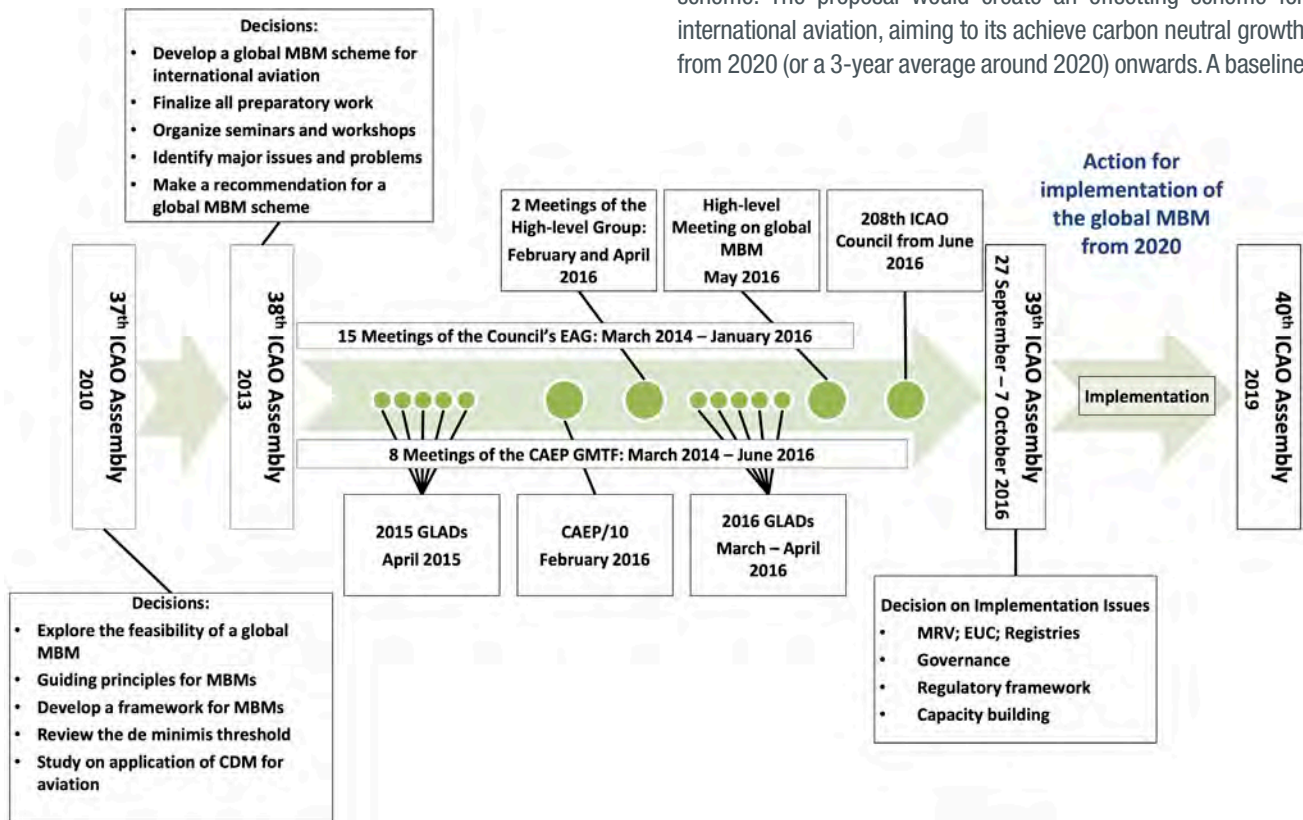 scheme. The proposal would create an offsetting scheme for
international aviation, aiming to its achieve carbon neutral growth
from 2020 (or a 3-year average around 2020) onwards. A baseline
Decisions:
• Develop a global MBM scheme for
international aviation
• Finalize all preparatory work
• Organize seminars and workshops
• Identify major issues and problems
• Make a recommendation for a
global MBM scheme
2 Meetings of the
High-level Group:
February and April
2016
High-level
Meeting on global
MBM
May 2016
208th ICAO
Council from June
2016
Action for
implementation of
the global MBM
from 2020
37th ICAO Assembly
2010
38th ICAO Assembly
2013
15 Meetings of the Council's EAG: March 2014 – January 2016
8 Meetings of the CAEP GMTF: March 2014 – June 2016
39th ICAO Assembly
27 September – 7 October 2016
Implementation
40th ICAO Assembly
2019
2015 GLADs
April 2015
CAEP/10
February 2016
2016 GLADs
March – April
2016
Decisions:
• Explore the feasibility of a global
MBM
• Guiding principles for MBMs
• Develop a framework for MBMs
• Review the de minimis threshold
• Study on application of CDM for
aviation
Decision on Implementation Issues
• MRV; EUC; Registries
• Governance
• Regulatory framework
• Capacity building